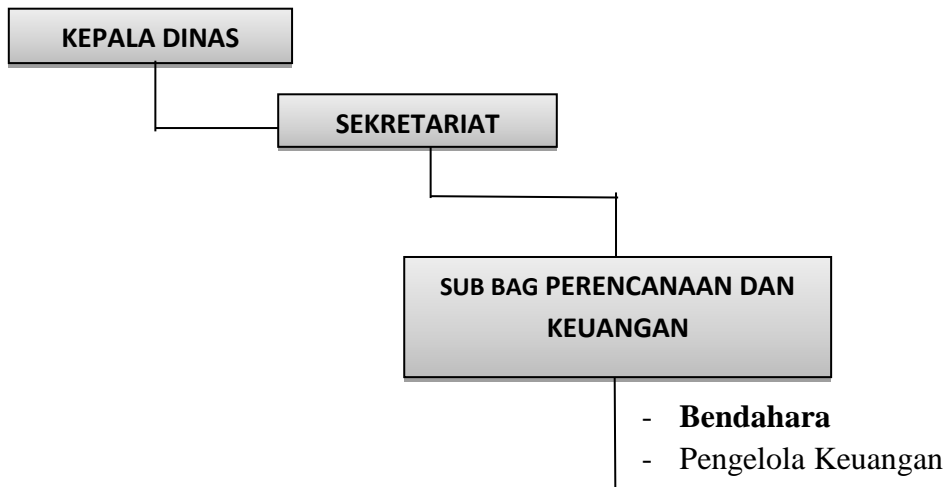 KEPALA DINAS
SEKRETARIAT
SUB BAG PERENCANAAN DAN
KEUANGAN
- Bendahara
- Pengelola Keuangan